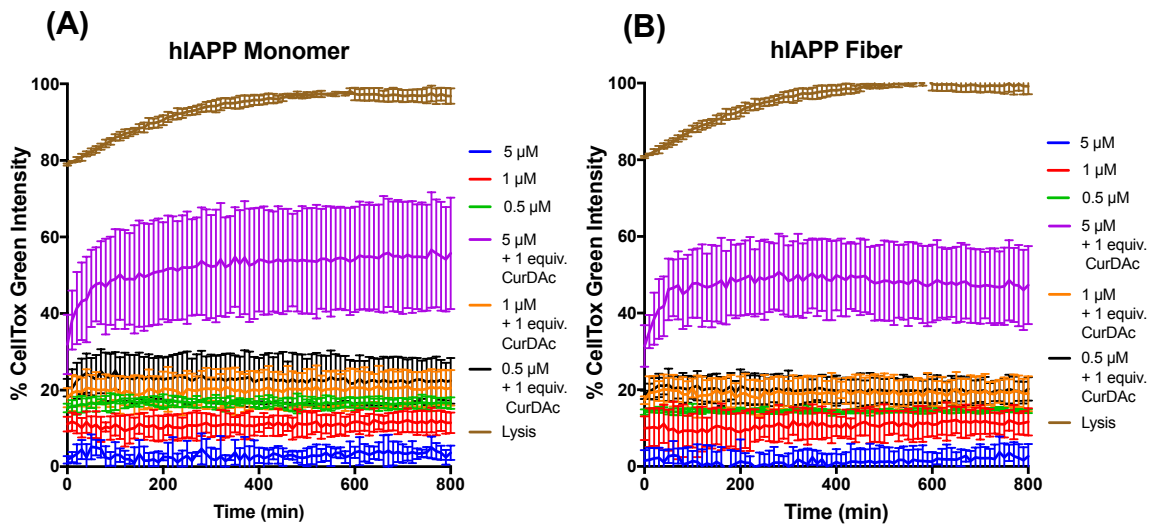 (A)
hIAPP Monomer
% CellTox Green Intensity
100
80
60
40
20
0
0 200 400 600 800
Time (min)
5 µM
1 µM
0.5 µM
5 µM
+ 1 equiv.
CurDAc
1 µM
+ 1 equiv.
CurDAc
0.5 µM
+ 1 equiv.
CurDAc
Lysis
(B)
hIAPP Fiber
% CellTox Green Intensity
100
80
60
40
20
0
0 200 400 600 800
Time (min)
5 µM
1 µM
0.5 µM
5 µM
+ 1 equiv.
CurDAc
1 µM
+ 1 equiv.
CurDAc
0.5 µM
+ 1 equiv.
CurDAc
Lysis